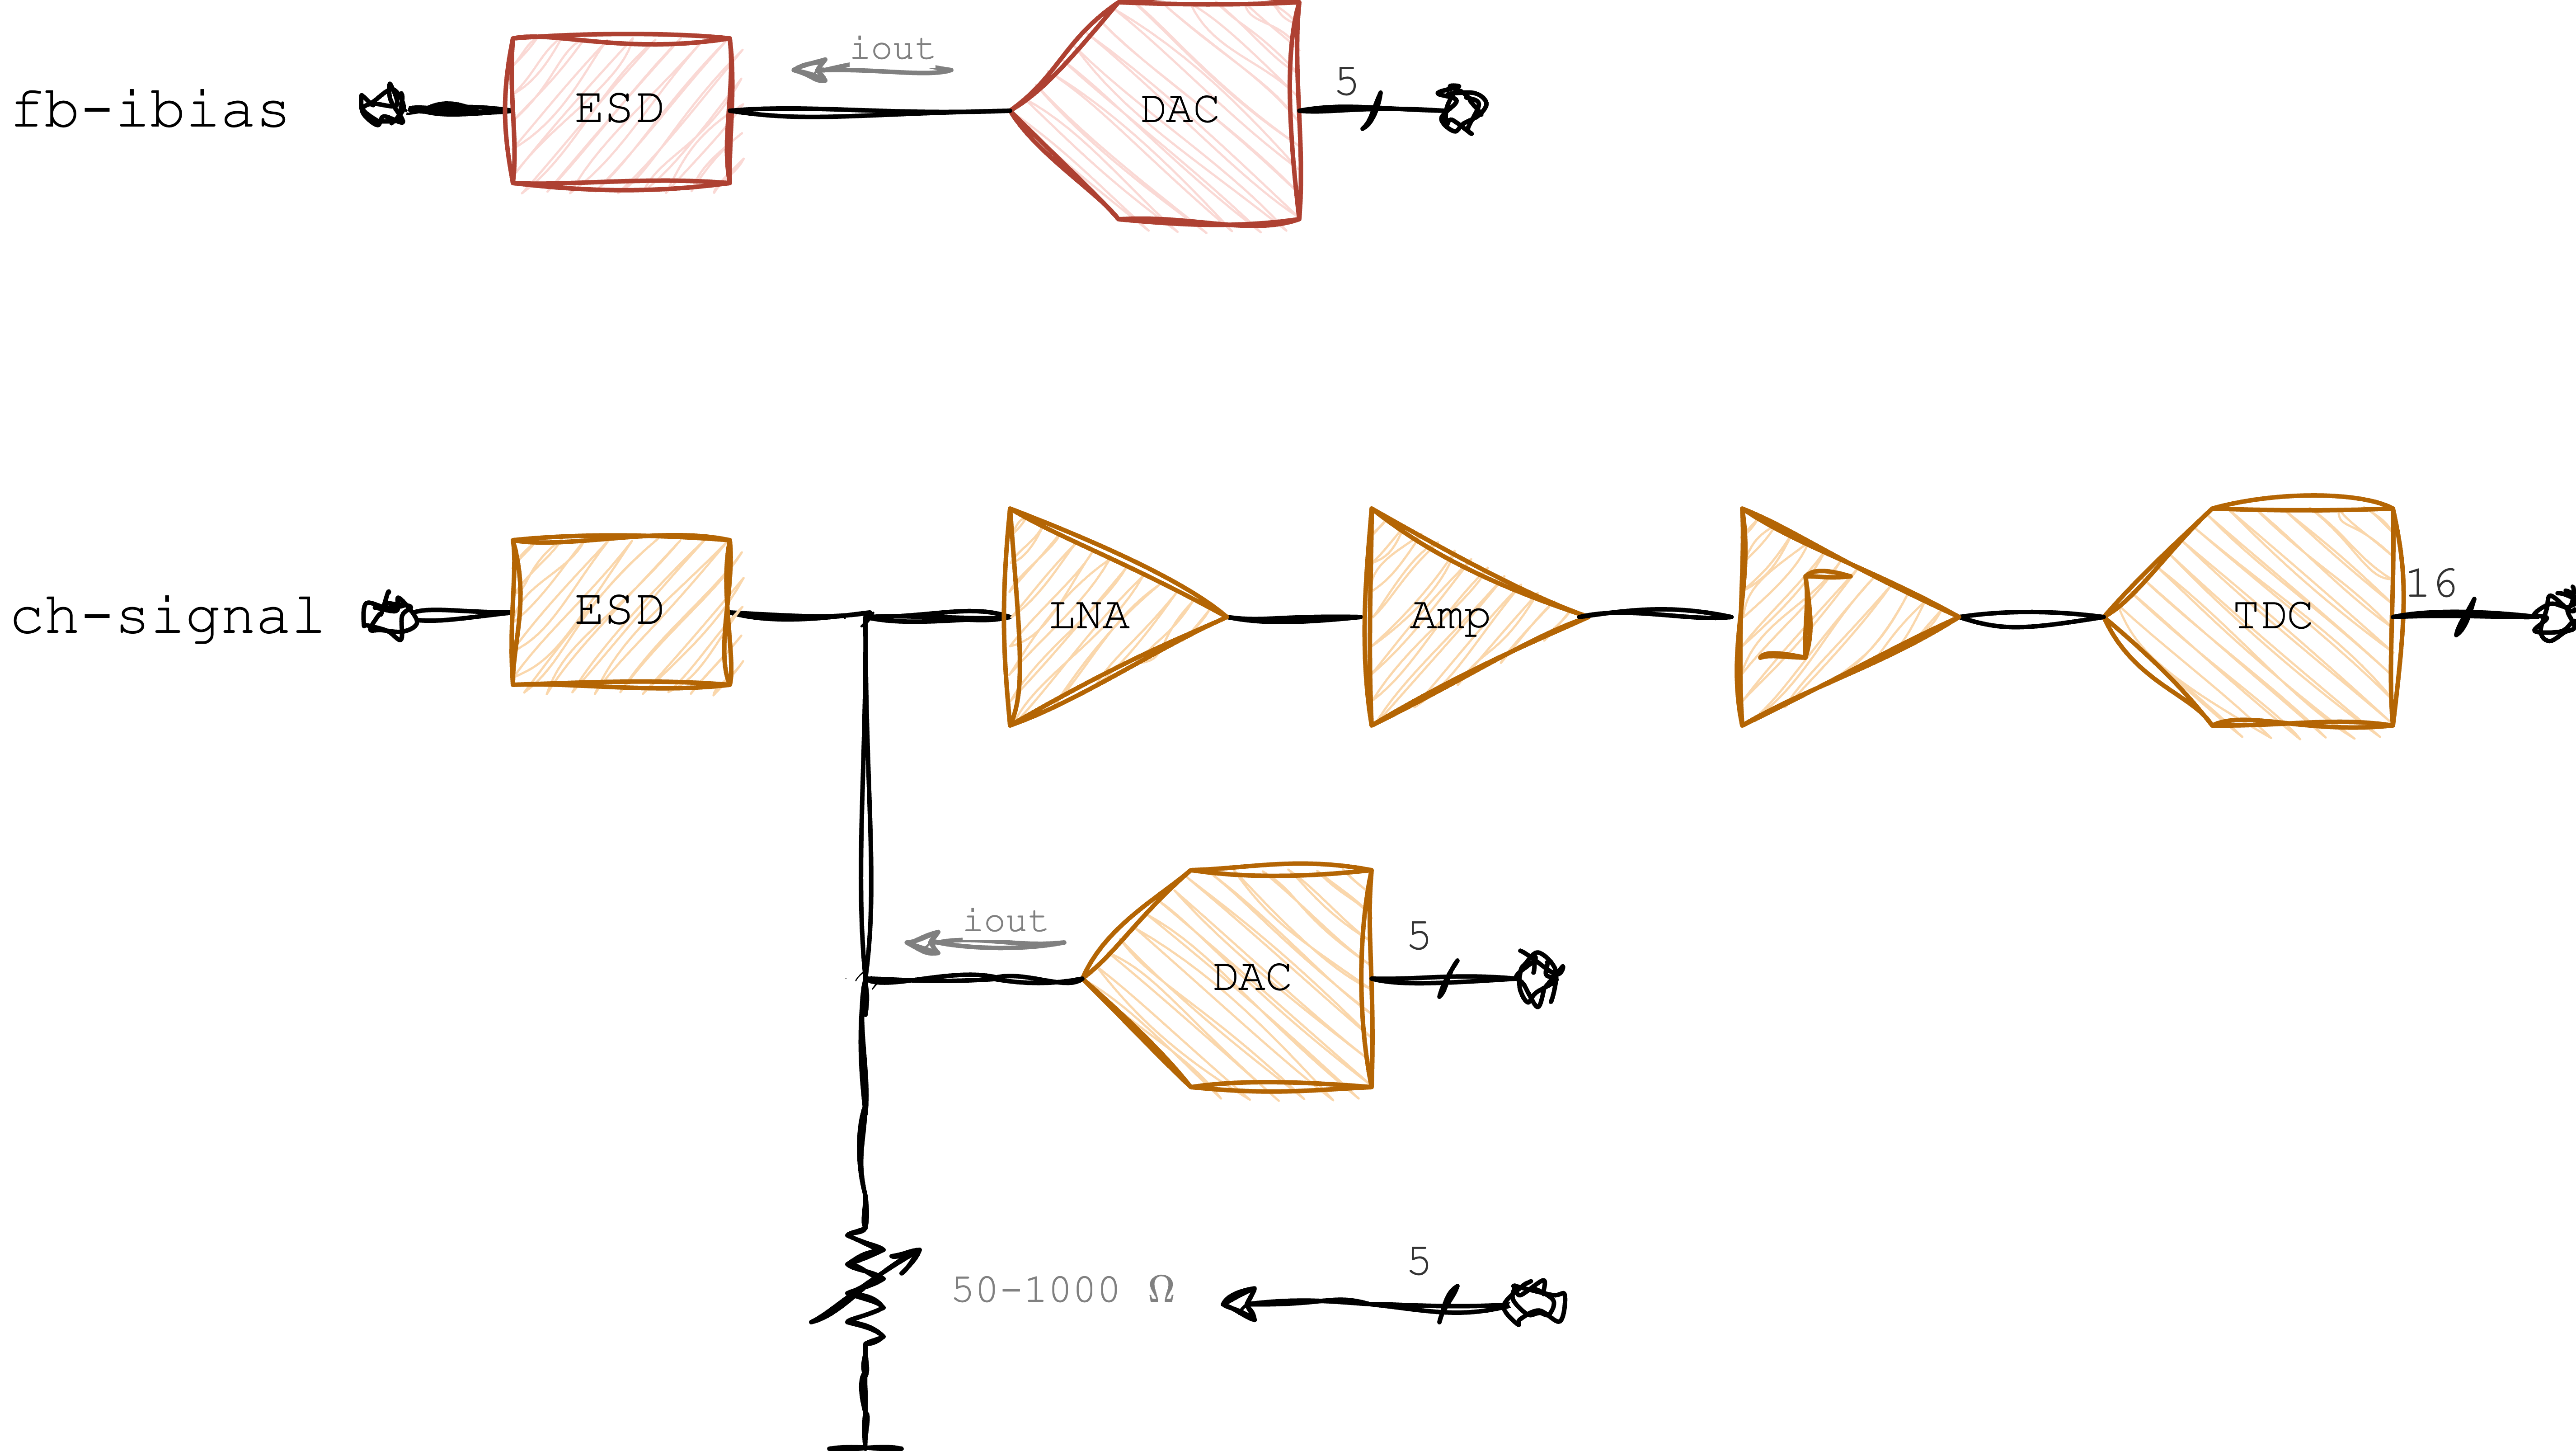 iout
fb-ibias
ESD
DAC
5
ch-signal
ESD
LNA
Amp
TDC
16
iout
DAC
5
50-1000 Ω
5